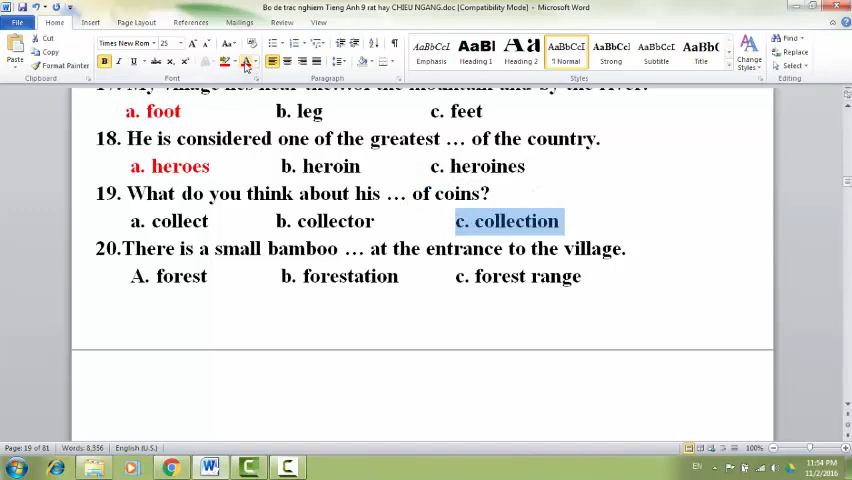 Bo de trac nghiem Tieng Anh 9 rat hay CHIEU NGANG.doc [Compatibility Mode] - Microsoft Word
File Home Insert Page Layout References Mailings Review View
Paste Cut Copy Format Painter Clipboard
Times New Rom 25 Font
Paragraph
AaBbCcI Emphasis AaBl Heading 1 AaB Heading 2 AaBbCcI ¶ Normal AaBbCc Strong AaBbC Title Change Styles Styles
Find Replace Select Editing
a. foot b. leg c. feet
18. He is considered one of the greatest … of the country.
a. heroes b. heroin c. heroines
19. What do you think about his … of coins?
a. collect b. collector c. collection
20.There is a small bamboo … at the entrance to the village.
A. forest b. forestation c. forest range
Page: 19 of 81 Words: 8,356 English (U.S.) 100%
EN 11:54 PM
11/2/2016